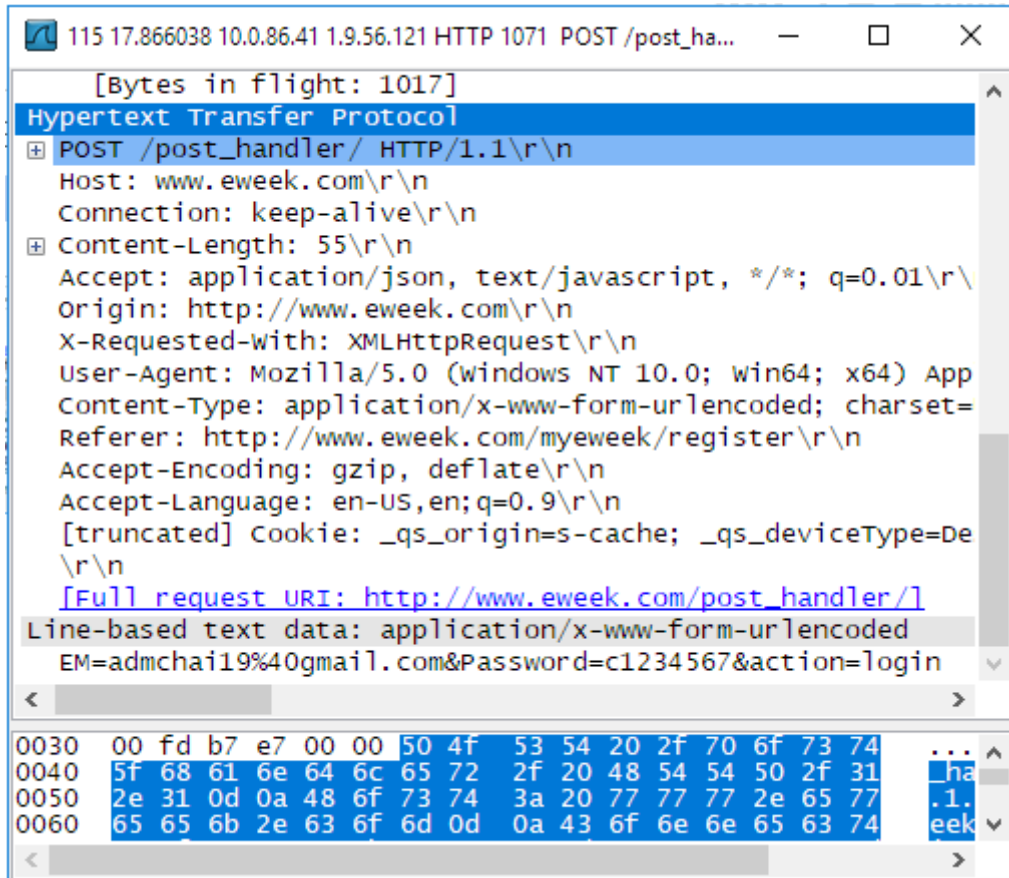 115 17.866038 10.0.86.41 1.9.56.121 HTTP 1071 POST /post_ha...
[Bytes in flight: 1017]
Hypertext Transfer Protocol
POST /post_handler/ HTTP/1.1\r\n
Host: www.eweek.com\r\n
Connection: keep-alive\r\n
Content-Length: 55\r\n
Accept: application/json, text/javascript, */*; q=0.01\r\
Origin: http://www.eweek.com\r\n
X-Requested-With: XMLHttpRequest\r\n
User-Agent: Mozilla/5.0 (Windows NT 10.0; Win64; x64) App
Content-Type: application/x-www-form-urlencoded; charset=
Referer: http://www.eweek.com/myeweek/register\r\n
Accept-Encoding: gzip, deflate\r\n
Accept-Language: en-US,en;q=0.9\r\n
[truncated] Cookie: _qs_origin=s-cache; _qs_deviceType=De
\r\n
[Full request URI: http://www.eweek.com/post_handler/]
Line-based text data: application/x-www-form-urlencoded
EM=admchai19%40gmail.com&Password=c1234567&action=login
0030 00 fd b7 e7 00 00 50 4f 53 54 20 2f 70 6f 73 74 ...
0040 5f 68 61 6e 64 6c 65 72 2f 20 48 54 54 50 2f 31 _ha
0050 2e 31 0d 0a 48 6f 73 74 3a 20 77 77 77 2e 65 77 .1.
0060 65 65 6b 2e 63 6f 6d 0d 0a 43 6f 6e 6e 65 63 74 eek